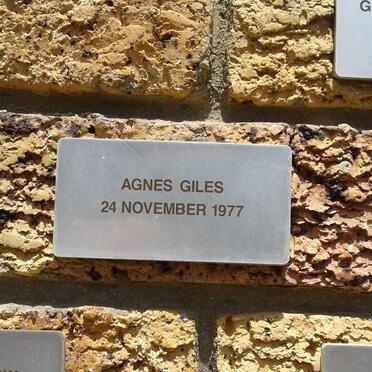 AGNES GILES
24 NOVEMBER 1977